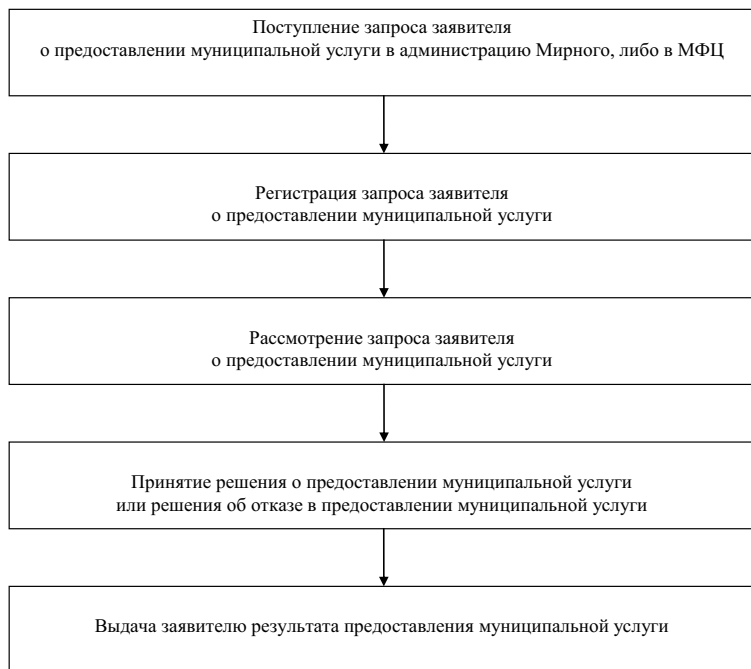 Поступление запроса заявителя
о предоставлении муниципальной услуги в администрацию Мирного, либо в МФЦ
Регистрация запроса заявителя
о предоставлении муниципальной услуги
Рассмотрение запроса заявителя
о предоставлении муниципальной услуги
Принятие решения о предоставлении муниципальной услуги
или решения об отказе в предоставлении муниципальной услуги
Выдача заявителю результата предоставления муниципальной услуги